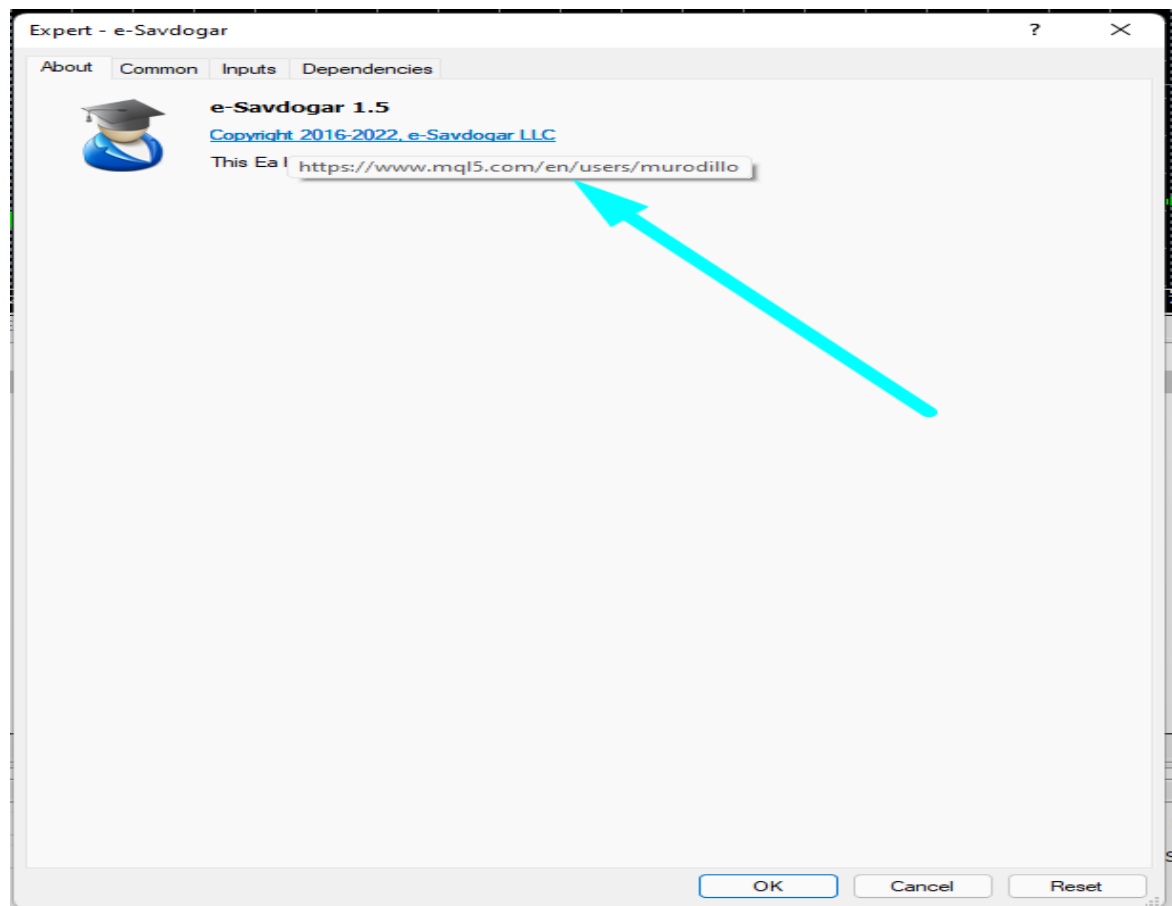 Expert - e-Savdogar
?
About Common Inputs Dependencies
e-Savdogar 1.5
Copyright 2016-2022, e-Savdogar LLC
This Ea
https://www.mql5.com/en/users/murodillo
OK Cancel Reset